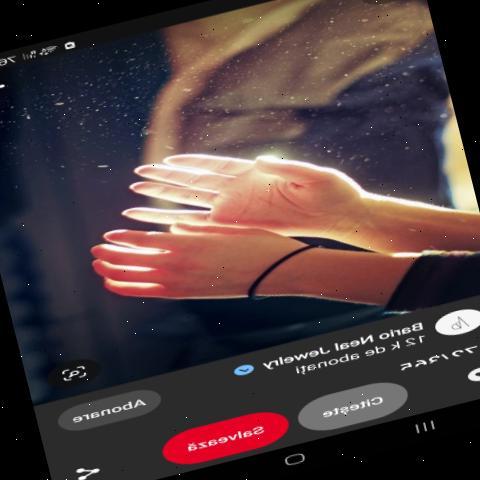 Bario Neal Jewelry
12 k de abonați
Abonare
Citește
Salvează